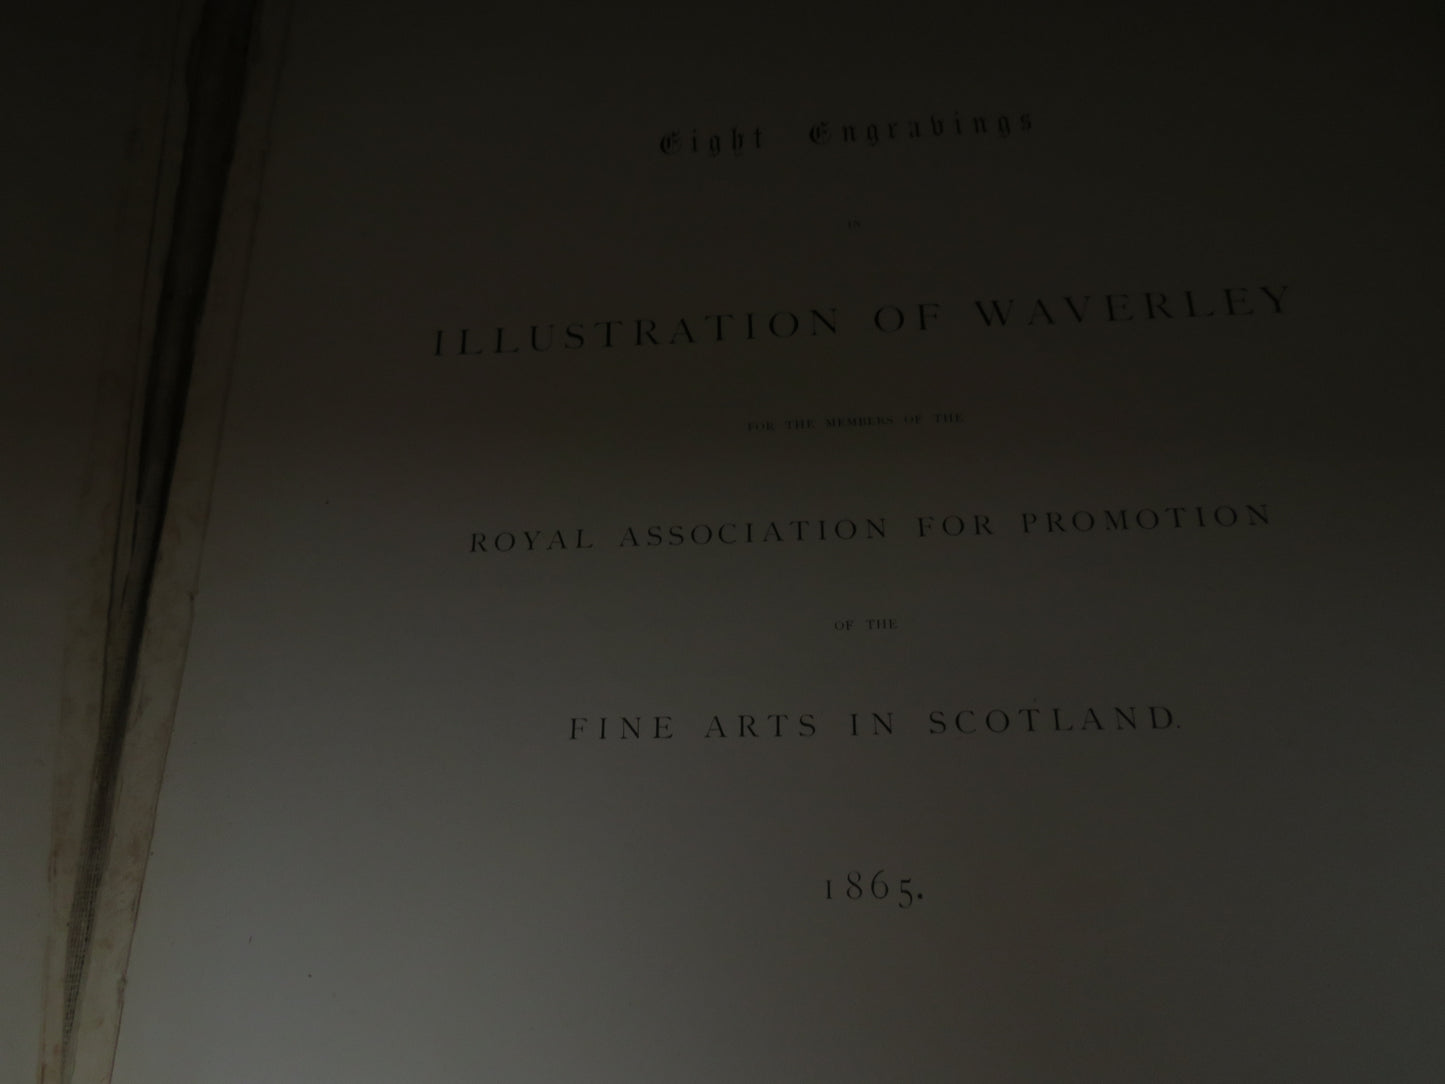 Eight Engravings
IN
ILLUSTRATION OF WAVERLEY
FOR THE MEMBERS OF THE
ROYAL ASSOCIATION FOR PROMOTION
OF THE
FINE ARTS IN SCOTLAND.
1865.